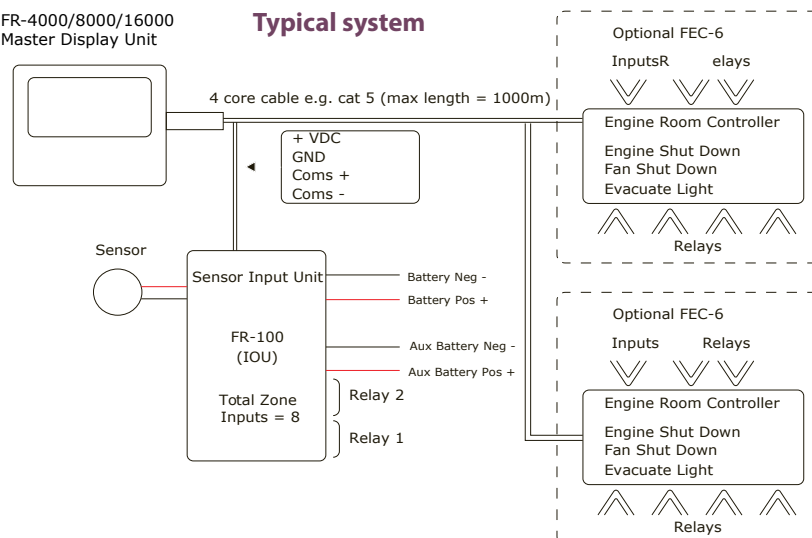 FR-4000/8000/16000
Master Display Unit
Typical system
4 core cable e.g. cat 5 (max length = 1000m)
+ VDC
GND
Coms +
Coms -
Sensor
Sensor Input Unit
FR-100
(IOU)
Total Zone
Inputs = 8
Battery Neg -
Battery Pos +
Aux Battery Neg -
Aux Battery Pos +
Relay 2
Relay 1
Optional FEC-6
InputsR elays
Engine Room Controller
Engine Shut Down
Fan Shut Down
Evacuate Light
Relays
Optional FEC-6
Inputs Relays
Engine Room Controller
Engine Shut Down
Fan Shut Down
Evacuate Light
Relays